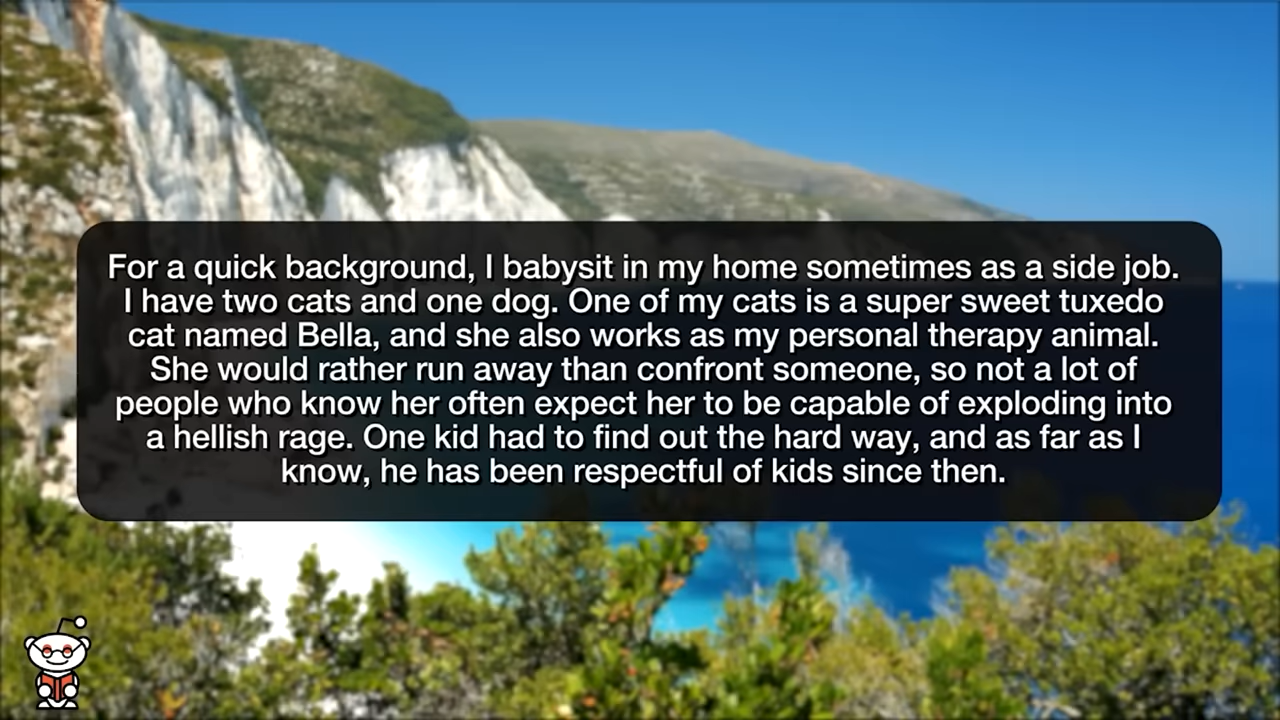 For a quick background, I babysit in my home sometimes as a side job.
I have two cats and one dog. One of my cats is a super sweet tuxedo
cat named Bella, and she also works as my personal therapy animal.
She would rather run away than confront someone, so not a lot of
people who know her often expect her to be capable of exploding into
a hellish rage. One kid had to find out the hard way, and as far as I
know, he has been respectful of kids since then.